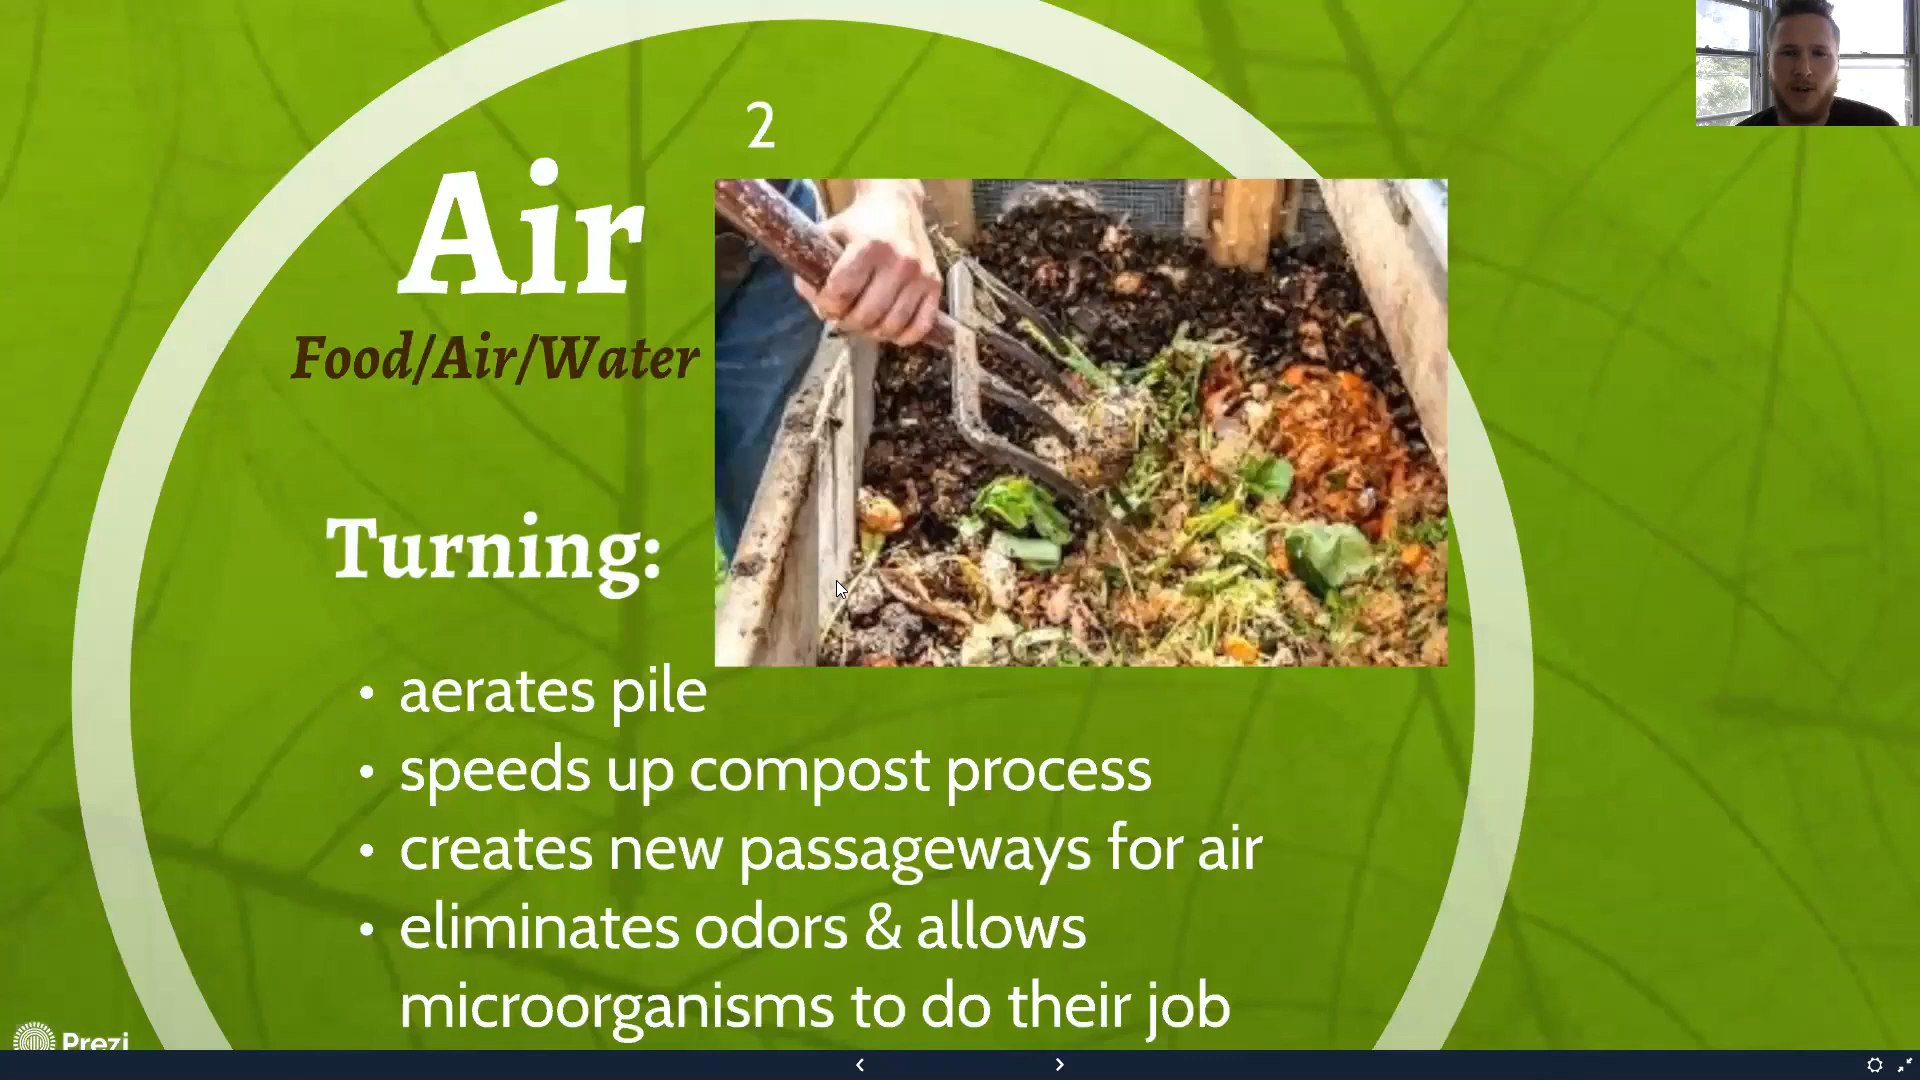 2
Air
Food/Air/Water
Turning:
• aerates pile
• speeds up compost process
• creates new passageways for air
• eliminates odors & allows
microorganisms to do their job
Prezi